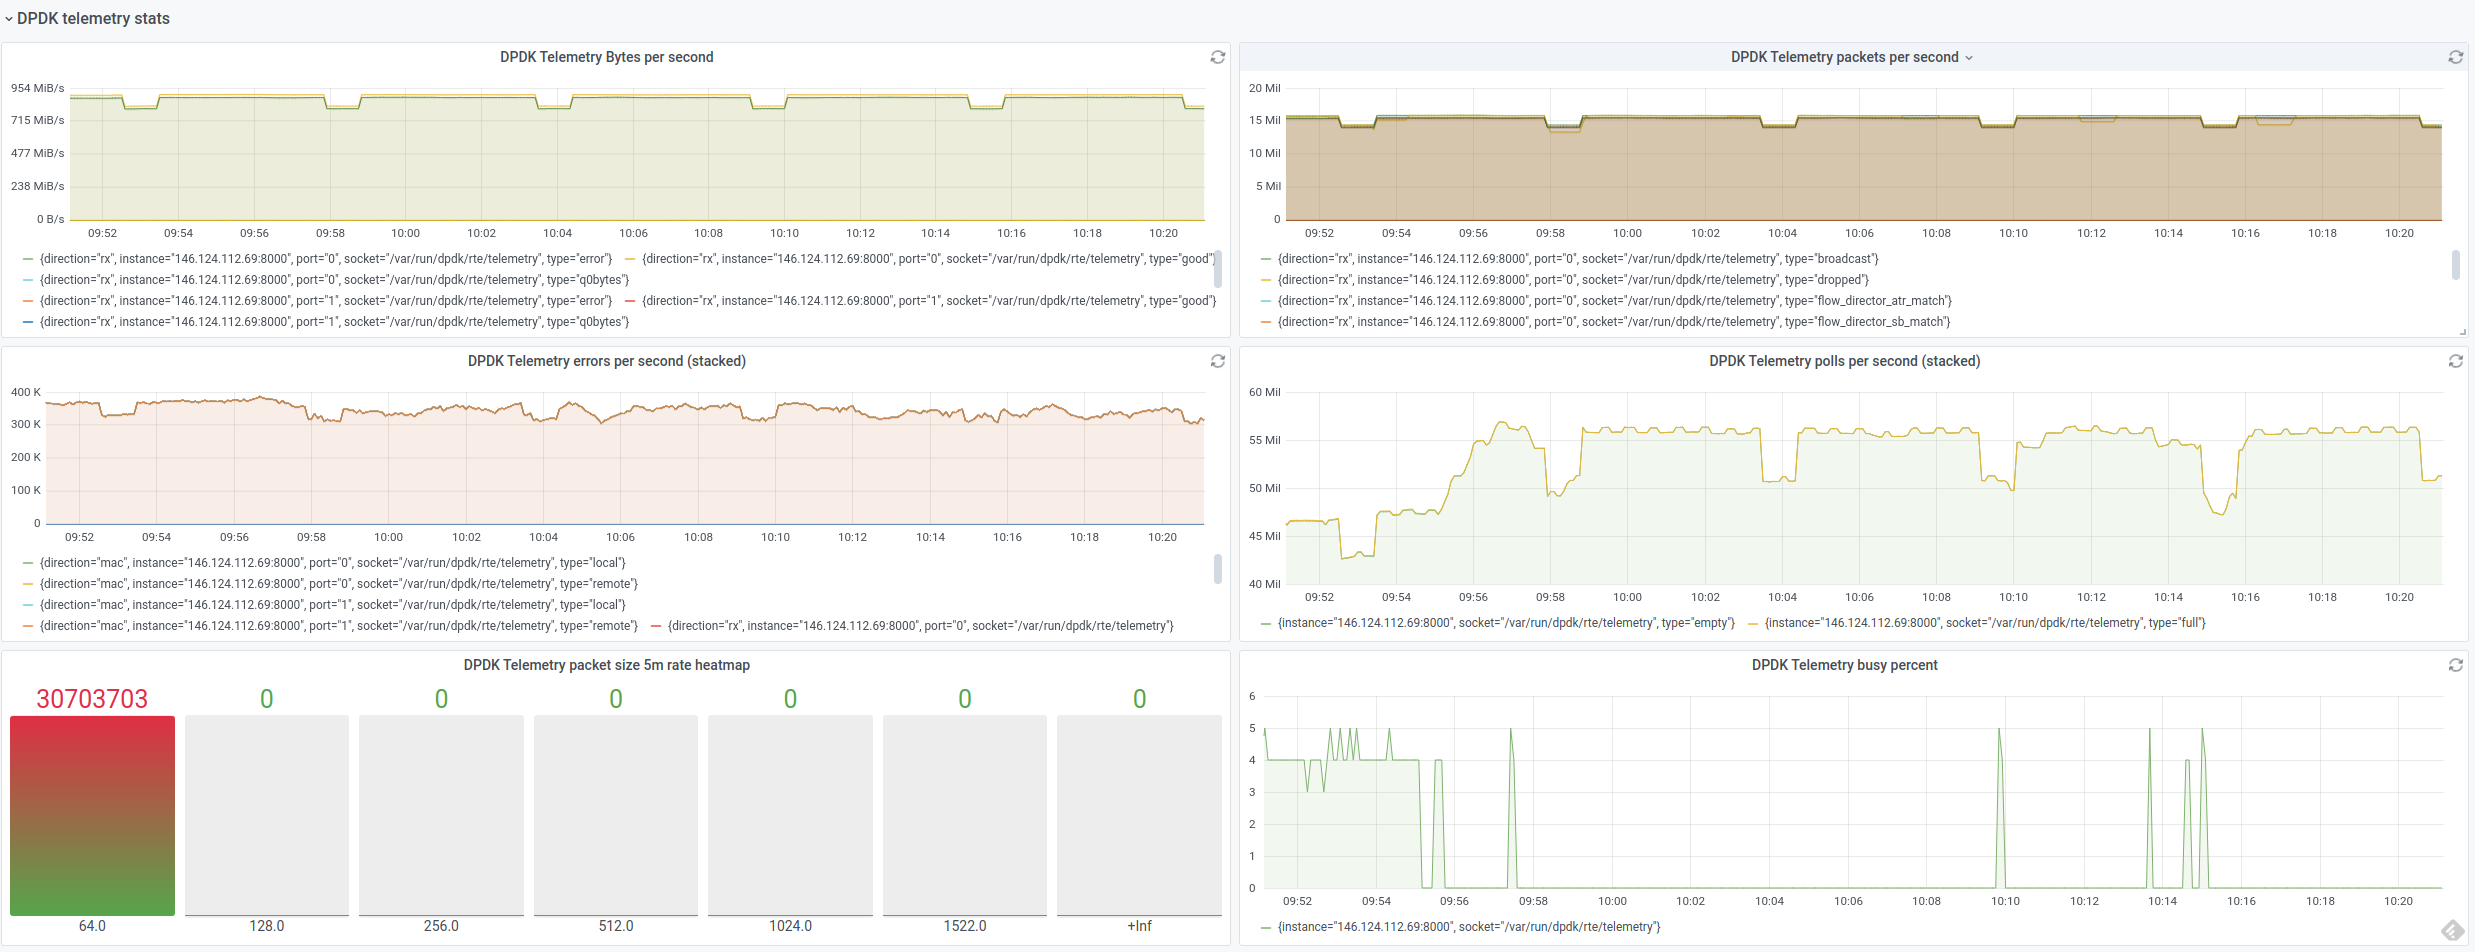 DPDK telemetry stats
DPDK Telemetry Bytes per second
954 MiB/s
715 MiB/s
477 MiB/s
238 MiB/s
0 B/s
09:52 09:54 09:56 09:58 10:00 10:02 10:04 10:06 10:08 10:10 10:12 10:14 10:16 10:18 10:20
{direction="rx", instance="146.124.112.69:8000", port="0", socket="/var/run/dpdk/rte/telemetry", type="error"} {direction="rx", instance="146.124.112.69:8000", port="0", socket="/var/run/dpdk/rte/telemetry", type="good"}
{direction="rx", instance="146.124.112.69:8000", port="0", socket="/var/run/dpdk/rte/telemetry", type="q0bytes"}
{direction="rx", instance="146.124.112.69:8000", port="1", socket="/var/run/dpdk/rte/telemetry", type="error"} {direction="rx", instance="146.124.112.69:8000", port="1", socket="/var/run/dpdk/rte/telemetry", type="good"}
{direction="rx", instance="146.124.112.69:8000", port="1", socket="/var/run/dpdk/rte/telemetry", type="q0bytes"}
DPDK Telemetry packets per second
20 Mil
15 Mil
10 Mil
5 Mil
0
09:52 09:54 09:56 09:58 10:00 10:02 10:04 10:06 10:08 10:10 10:12 10:14 10:16 10:18 10:20
{direction="rx", instance="146.124.112.69:8000", port="0", socket="/var/run/dpdk/rte/telemetry", type="broadcast"}
{direction="rx", instance="146.124.112.69:8000", port="0", socket="/var/run/dpdk/rte/telemetry", type="dropped"}
{direction="rx", instance="146.124.112.69:8000", port="0", socket="/var/run/dpdk/rte/telemetry", type="flow_director_atr_match"}
{direction="rx", instance="146.124.112.69:8000", port="0", socket="/var/run/dpdk/rte/telemetry", type="flow_director_sb_match"}
DPDK Telemetry errors per second (stacked)
400 K
300 K
200 K
100 K
0
09:52 09:54 09:56 09:58 10:00 10:02 10:04 10:06 10:08 10:10 10:12 10:14 10:16 10:18 10:20
{direction="mac", instance="146.124.112.69:8000", port="0", socket="/var/run/dpdk/rte/telemetry", type="local"}
{direction="mac", instance="146.124.112.69:8000", port="0", socket="/var/run/dpdk/rte/telemetry", type="remote"}
{direction="mac", instance="146.124.112.69:8000", port="1", socket="/var/run/dpdk/rte/telemetry", type="local"}
{direction="mac", instance="146.124.112.69:8000", port="1", socket="/var/run/dpdk/rte/telemetry", type="remote"} {direction="rx", instance="146.124.112.69:8000", port="0", socket="/var/run/dpdk/rte/telemetry"}
DPDK Telemetry polls per second (stacked)
60 Mil
55 Mil
50 Mil
45 Mil
40 Mil
09:52 09:54 09:56 09:58 10:00 10:02 10:04 10:06 10:08 10:10 10:12 10:14 10:16 10:18 10:20
{instance="146.124.112.69:8000", socket="/var/run/dpdk/rte/telemetry", type="empty"} {instance="146.124.112.69:8000", socket="/var/run/dpdk/rte/telemetry", type="full"}
DPDK Telemetry packet size 5m rate heatmap
30703703 0 0 0 0 0 0
64.0 128.0 256.0 512.0 1024.0 1522.0 +Inf
DPDK Telemetry busy percent
6
5
4
3
2
1
0
09:52 09:54 09:56 09:58 10:00 10:02 10:04 10:06 10:08 10:10 10:12 10:14 10:16 10:18 10:20
{instance="146.124.112.69:8000", socket="/var/run/dpdk/rte/telemetry"}